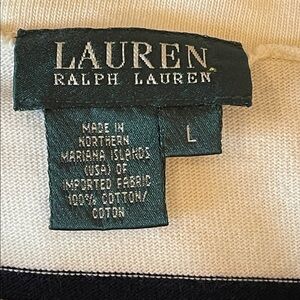 LAUREN
RALPH LAUREN
MADE IN
NORTHERN
MARIANA ISLANDS
(USA) OF
IMPORTED FABRIC
100% COTTON/
COTON
L